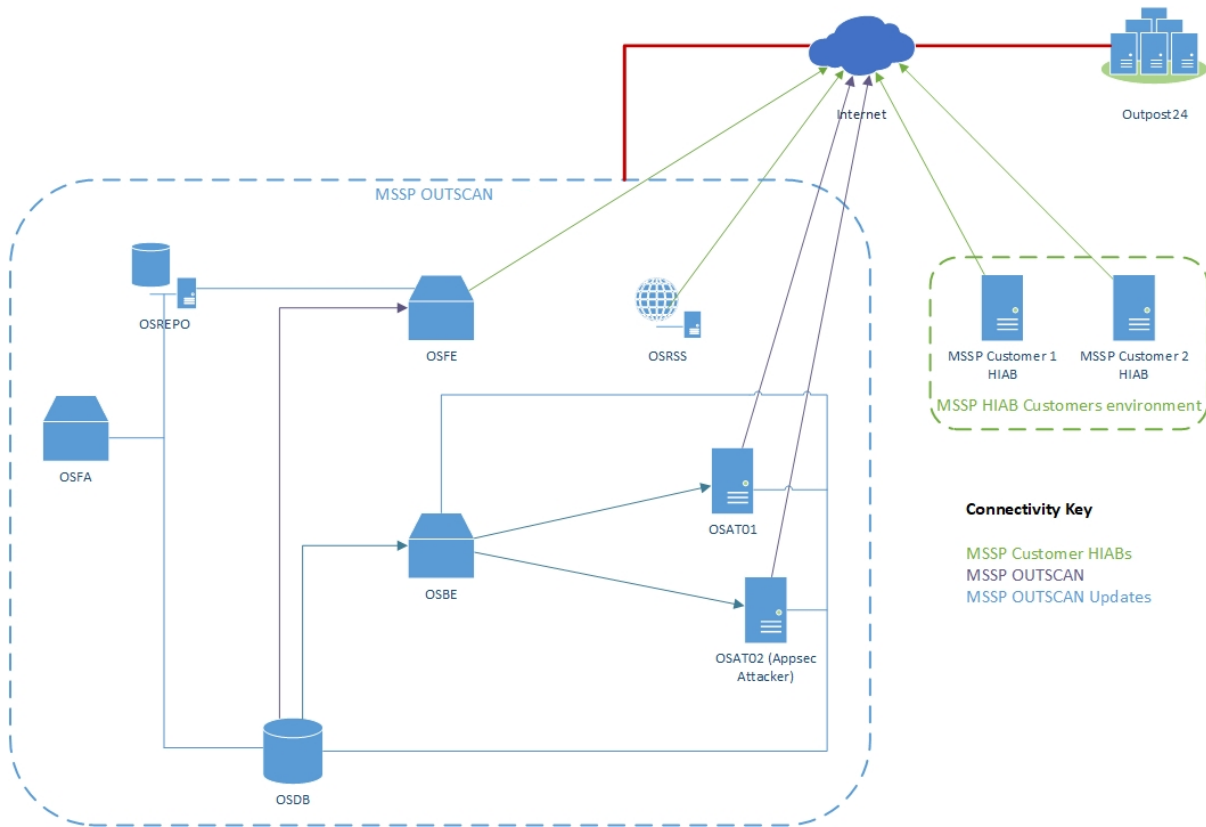 Internet
Outpost24
MSSP OUTSCAN
OSREPO
OSFE
OSRSS
MSSP Customer 1
HIAB
MSSP Customer 2
HIAB
MSSP HIAB Customers environment
OSFA
OSAT01
OSBE
OSAT02 (Appsec
Attacker)
OSDB
Connectivity Key
MSSP Customer HIABs
MSSP OUTSCAN
MSSP OUTSCAN Updates